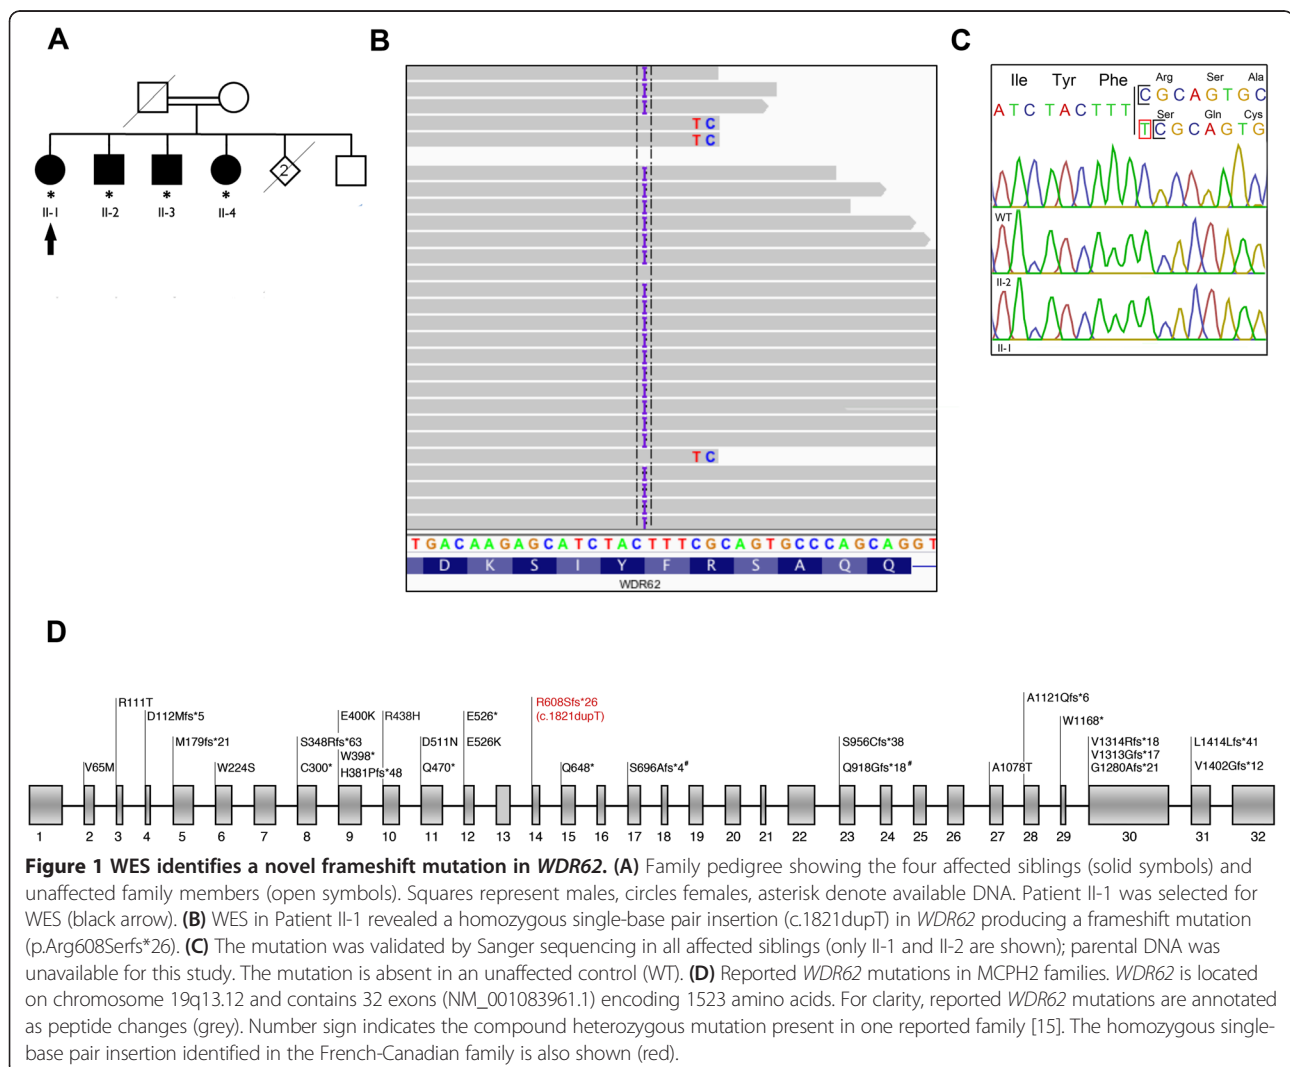 A
B
C
2
* * * *
II-1 II-2 II-3 II-4
T C
T C
T C
T G A C A A G A G C A T C T A C T T T C G C A G T G C C C A G C A G G T
D K S I Y F R S A Q Q
WDR62
Ile Tyr Phe Arg Ser Ala
A T C T A C T T T C G C A G T G C
Ser Gln Cys
T C G C A G T G
WT
II-2
II-1
D
R111T
D112Mfs*5
M179fs*21
V65M
W224S
S348Rfs*63
C300*
E400K
W398*
H381Pfs*48
R438H
D511N
Q470*
E526*
E526K
R608Sfs*26
(c.1821dupT)
Q648*
S696Afs*4#
S956Cfs*38
Q918Gfs*18#
A1078T
A1121Qfs*6
W1168*
V1314Rfs*18
V1313Gfs*17
G1280Afs*21
L1414Lfs*41
V1402Gfs*12
1 2 3 4 5 6 7 8 9 10 11 12 13 14 15 16 17 18 19 20 21 22 23 24 25 26 27 28 29 30 31 32
Figure 1 WES identifies a novel frameshift mutation in WDR62. (A) Family pedigree showing the four affected siblings (solid symbols) and
unaffected family members (open symbols). Squares represent males, circles females, asterisk denote available DNA. Patient II-1 was selected for
WES (black arrow). (B) WES in Patient II-1 revealed a homozygous single-base pair insertion (c.1821dupT) in WDR62 producing a frameshift mutation
(p.Arg608Serfs*26). (C) The mutation was validated by Sanger sequencing in all affected siblings (only II-1 and II-2 are shown); parental DNA was
unavailable for this study. The mutation is absent in an unaffected control (WT). (D) Reported WDR62 mutations in MCPH2 families. WDR62 is located
on chromosome 19q13.12 and contains 32 exons (NM_001083961.1) encoding 1523 amino acids. For clarity, reported WDR62 mutations are annotated
as peptide changes (grey). Number sign indicates the compound heterozygous mutation present in one reported family [15]. The homozygous single-
base pair insertion identified in the French-Canadian family is also shown (red).